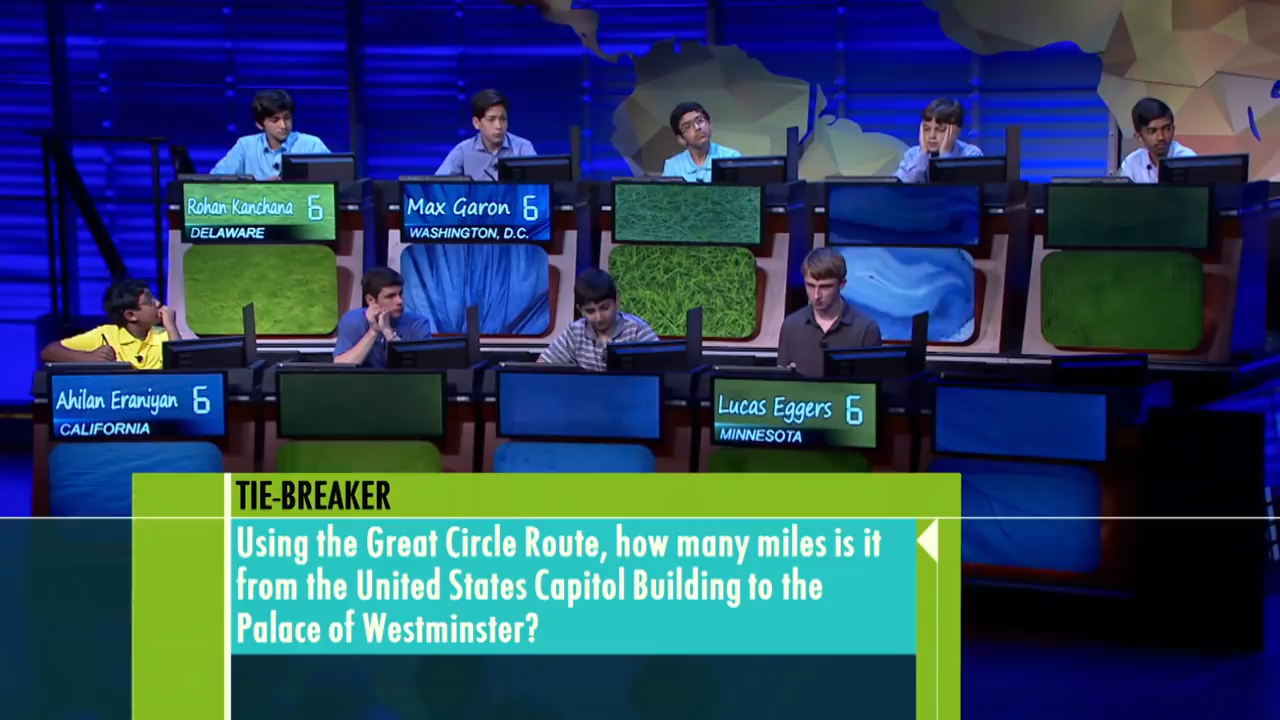 Rohan Kanchana 6
DELAWARE
Max Garon 6
WASHINGTON, D.C.
Ahilan Eraniyan 6
CALIFORNIA
Lucas Eggers 6
MINNESOTA
TIE-BREAKER
Using the Great Circle Route, how many miles is it
from the United States Capitol Building to the
Palace of Westminster?